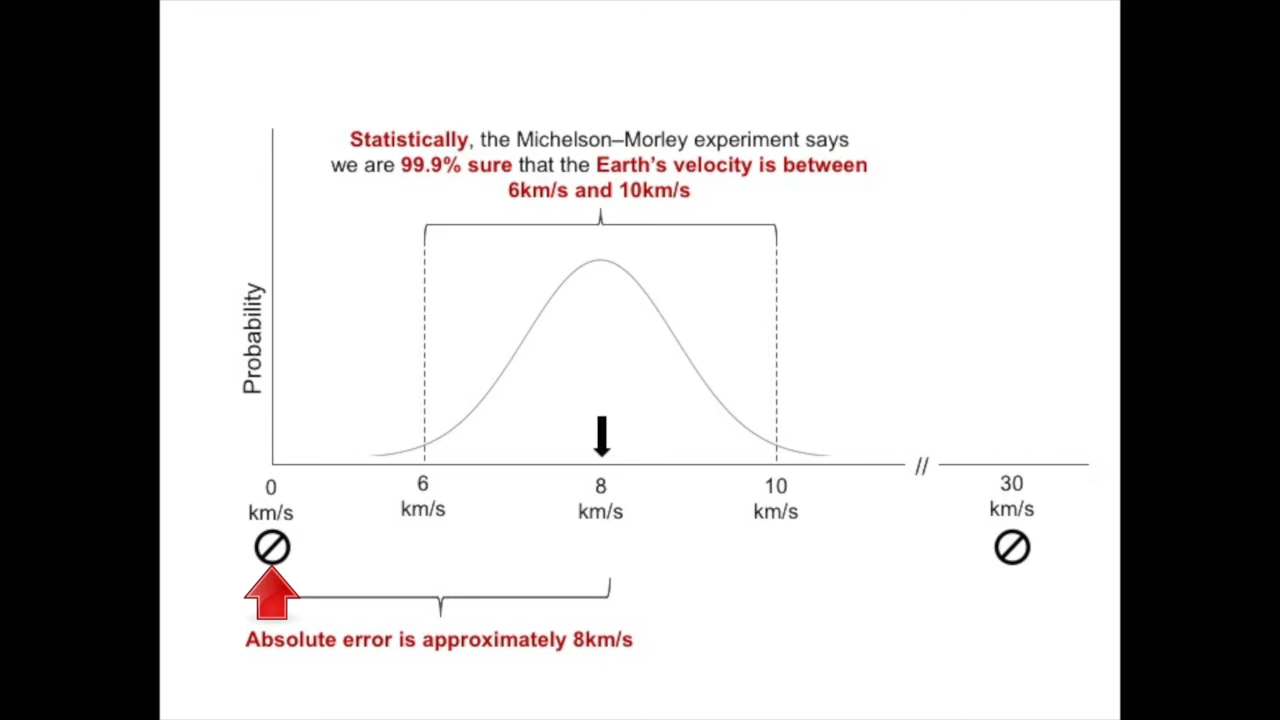 Statistically, the Michelson–Morley experiment says
we are 99.9% sure that the Earth's velocity is between
6km/s and 10km/s
Probability
0
km/s
6
km/s
8
km/s
10
km/s
//
30
km/s
Absolute error is approximately 8km/s